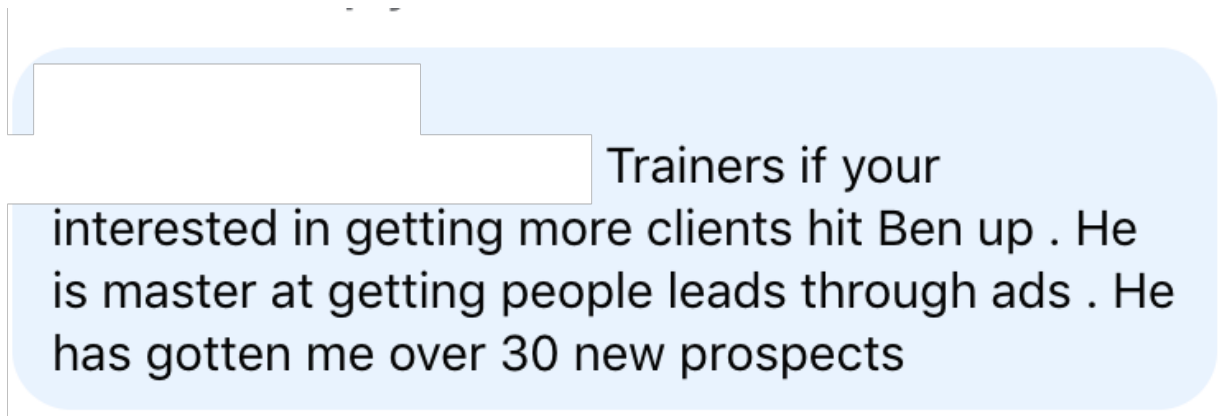 Trainers if your
interested in getting more clients hit Ben up . He
is master at getting people leads through ads . He
has gotten me over 30 new prospects